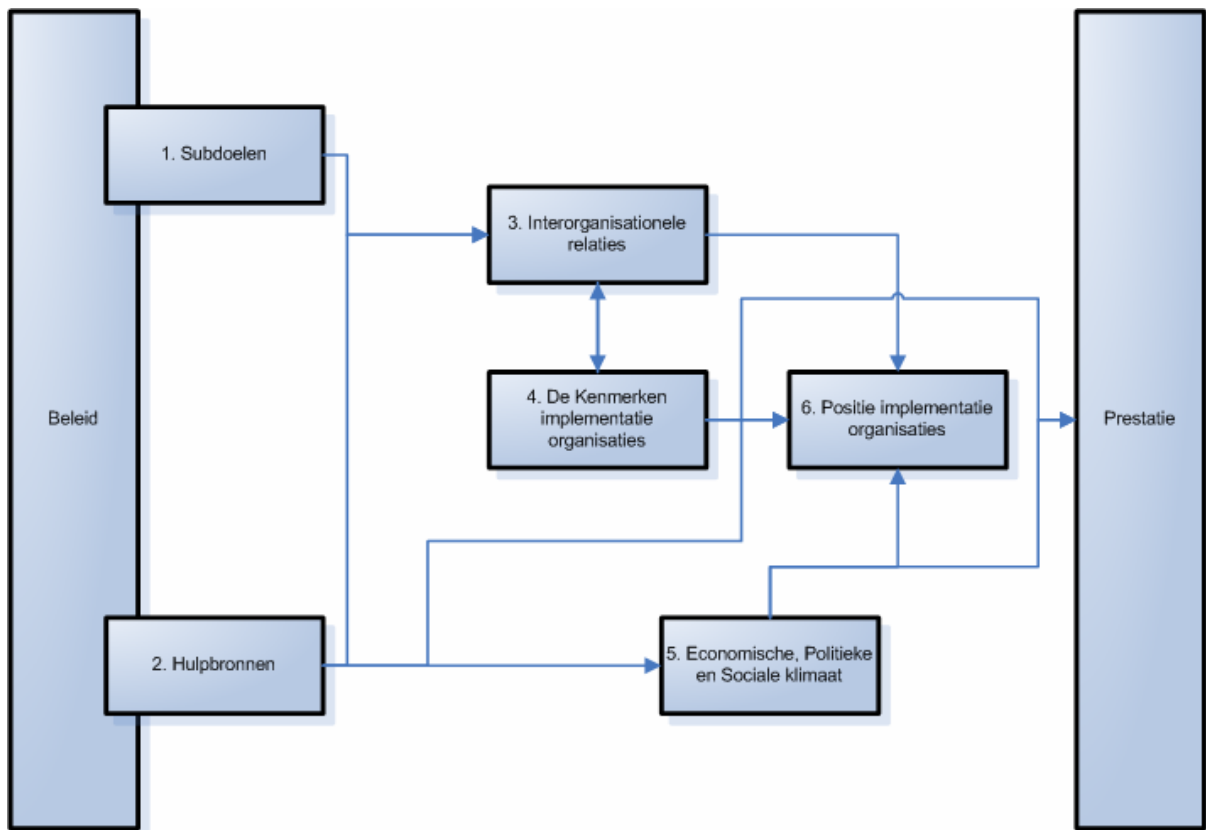 Beleid
1. Subdoelen
2. Hulpbronnen
3. Interorganisationele
relaties
4. De Kenmerken
implementatie
organisaties
5. Economische, Politieke
en Sociale klimaat
6. Positie implementatie
organisaties
Prestatie